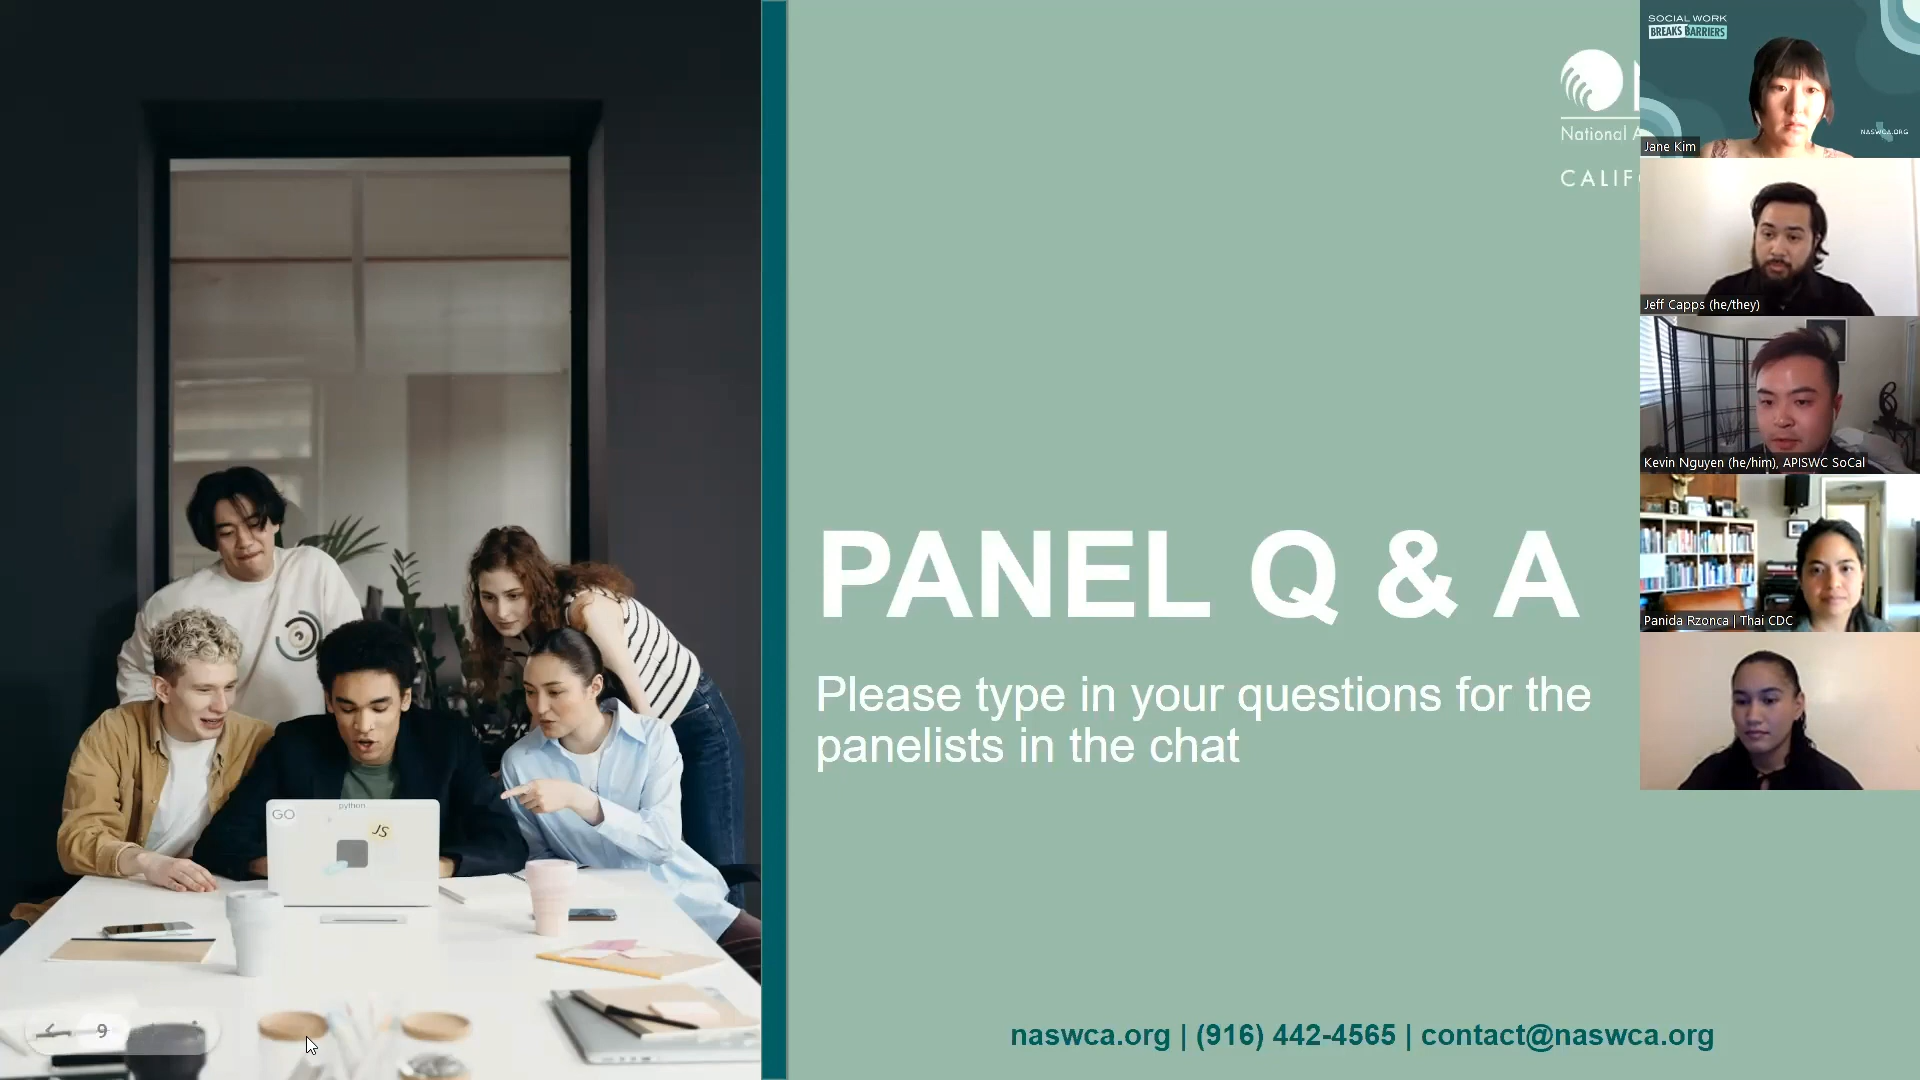 National
CALIF
PANEL Q & A
Please type in your questions for the
panelists in the chat
naswca.org | (916) 442-4565 | contact@naswca.org
GO
python
JS
9
SOCIAL WORK
BREAKS BARRIERS
NASWCA.ORG
Jane Kim
Jeff Capps (he/they)
Kevin Nguyen (he/him), APISWC SoCal
Panida Rzonca | Thai CDC